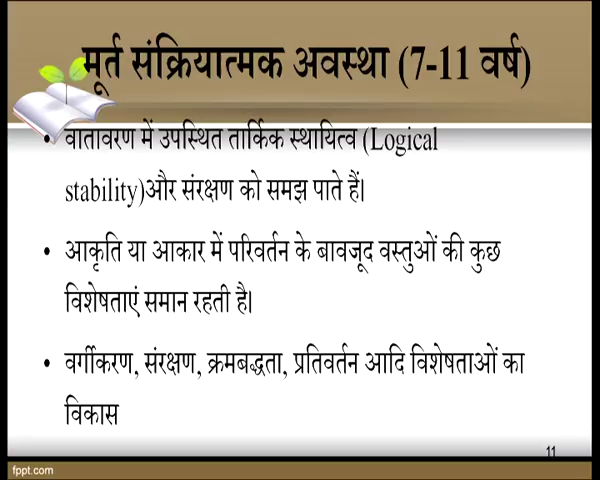 मूर्त संक्रियात्मक अवस्था (7-11 वर्ष)
• वातावरण में उपस्थित तार्किक स्थायित्व (Logical
stability)और संरक्षण को समझ पाते हैं।
• आकृति या आकार में परिवर्तन के बावजूद वस्तुओं की कुछ
विशेषताएं समान रहती है।
• वर्गीकरण, संरक्षण, क्रमबद्धता, प्रतिवर्तन आदि विशेषताओं का
विकास
11
fppt.com